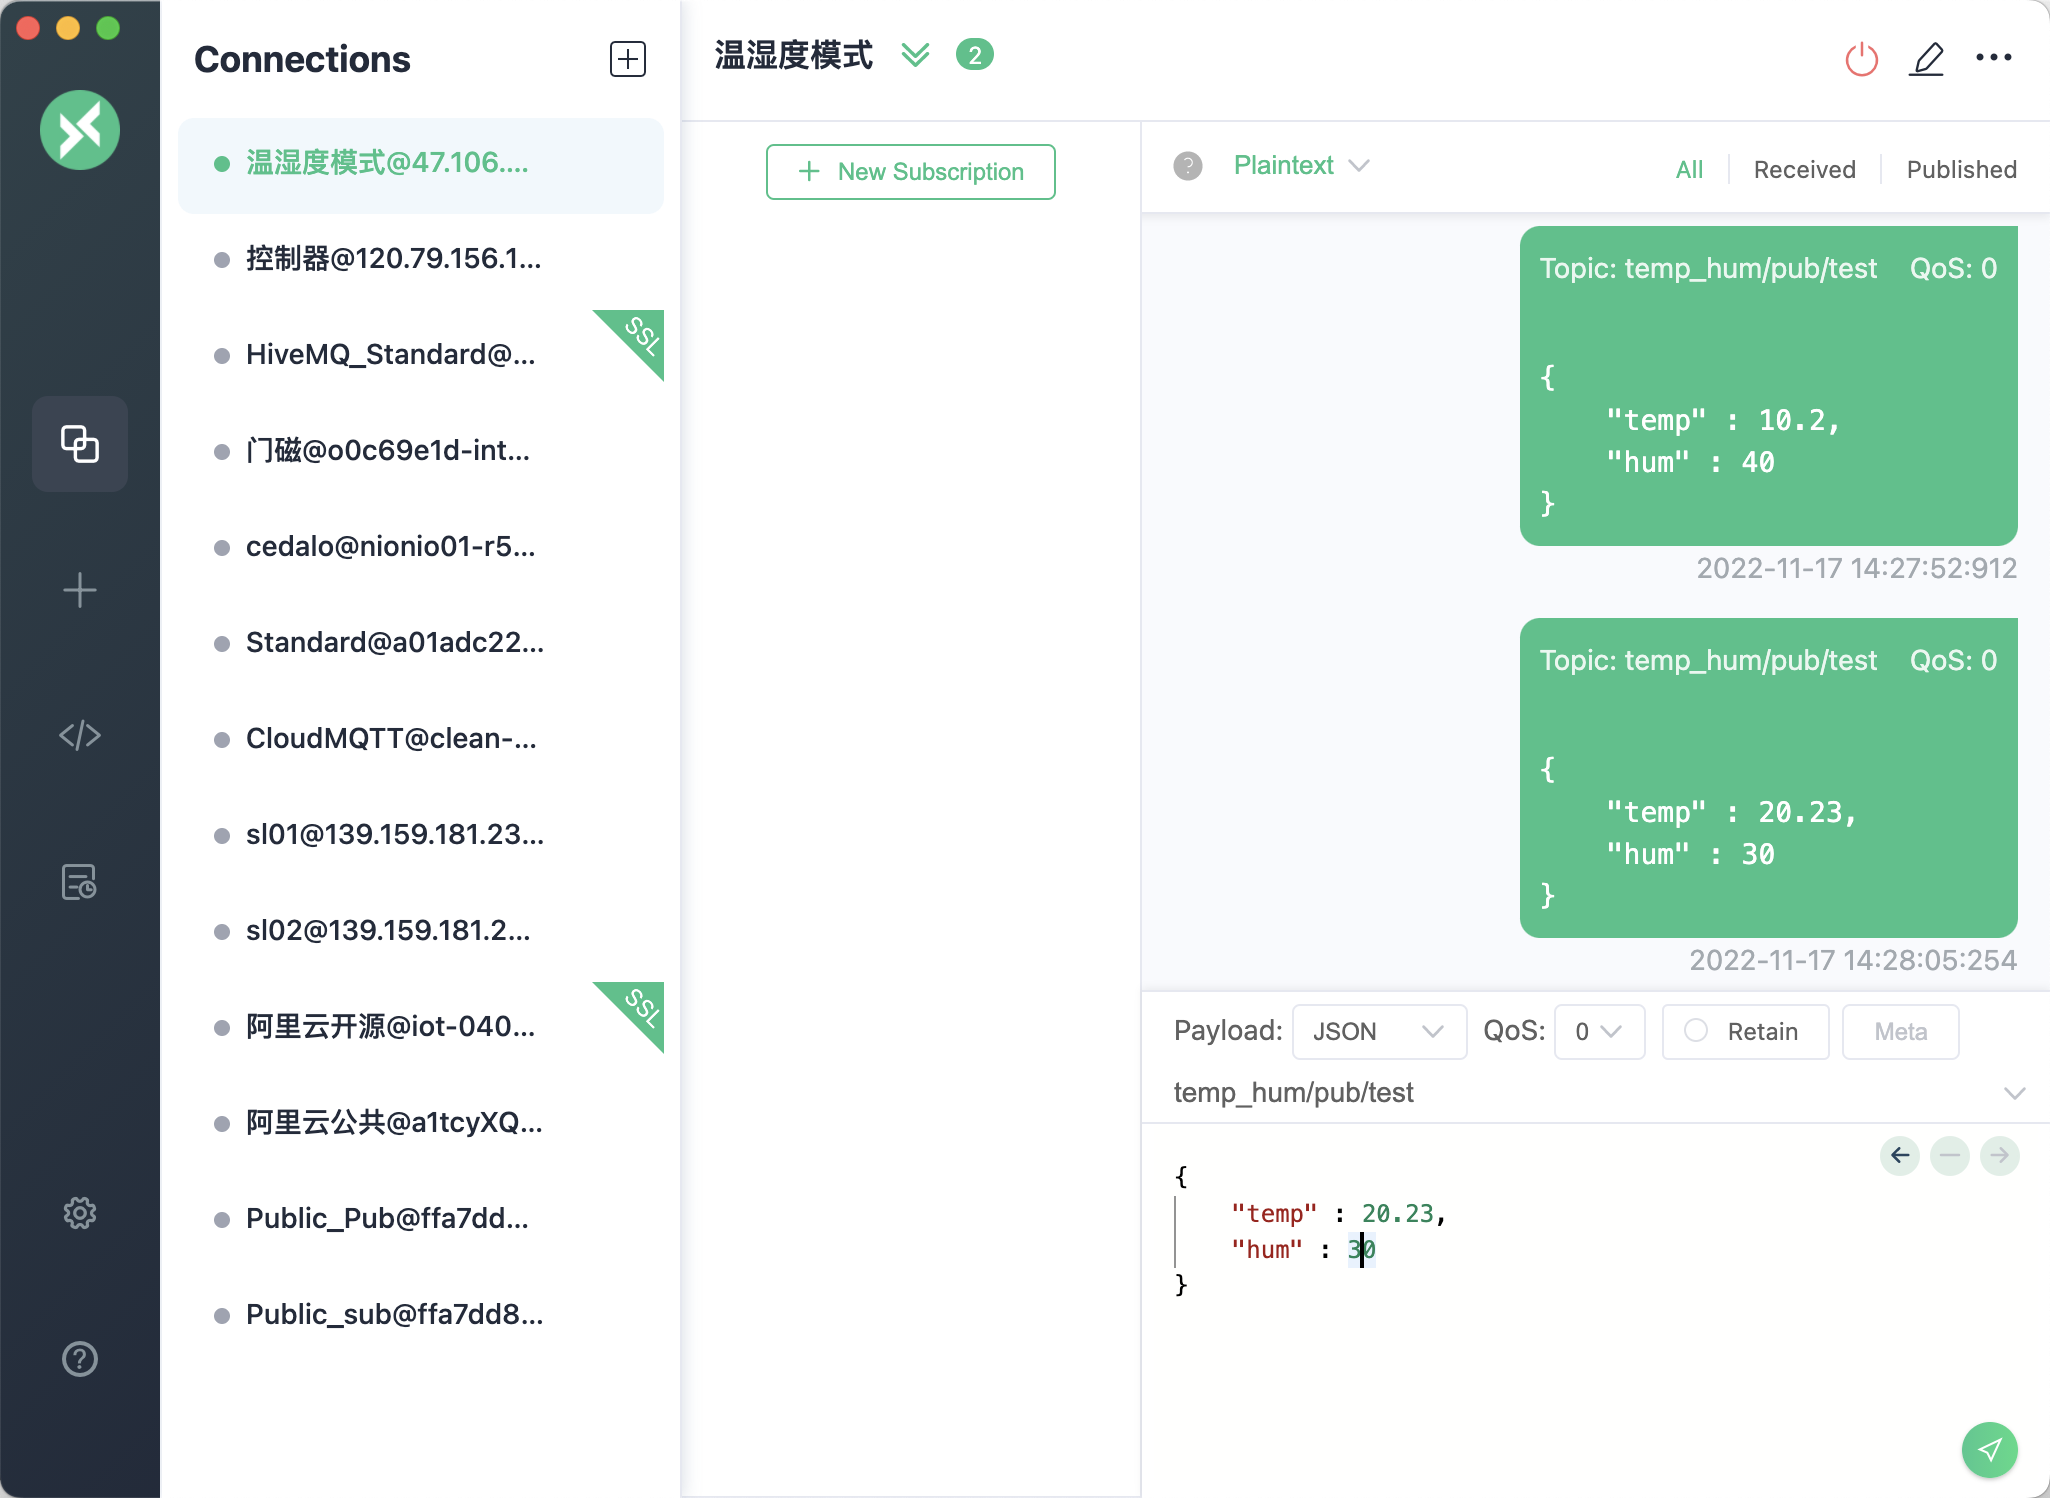 Connections
温湿度模式@47.106....
控制器@120.79.156.1...
HiveMQ_Standard@...
SSL
门磁@o0c69e1d-int...
cedalo@nionio01-r5...
Standard@a01adc22...
CloudMQTT@clean-...
sl01@139.159.181.23...
sl02@139.159.181.2...
阿里云开源@iot-040...
SSL
阿里云公共@a1tcyXQ...
Public_Pub@ffa7dd...
Public_sub@ffa7dd8...
温湿度模式 2
New Subscription
Plaintext
All Received Published
Topic: temp_hum/pub/test QoS: 0
{
"temp" : 10.2,
"hum" : 40
}
2022-11-17 14:27:52:912
Topic: temp_hum/pub/test QoS: 0
{
"temp" : 20.23,
"hum" : 30
}
2022-11-17 14:28:05:254
Payload: JSON QoS: 0 Retain Meta
temp_hum/pub/test
{
"temp" : 20.23,
"hum" : 30
}